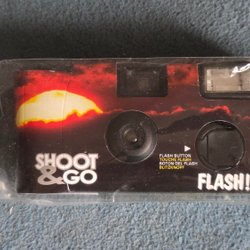 SHOOT
& GO
FLASH BUTTON
TOUCHE FLASH
BOTON DEL FLASH
BLITZKNOPF
FLASH!